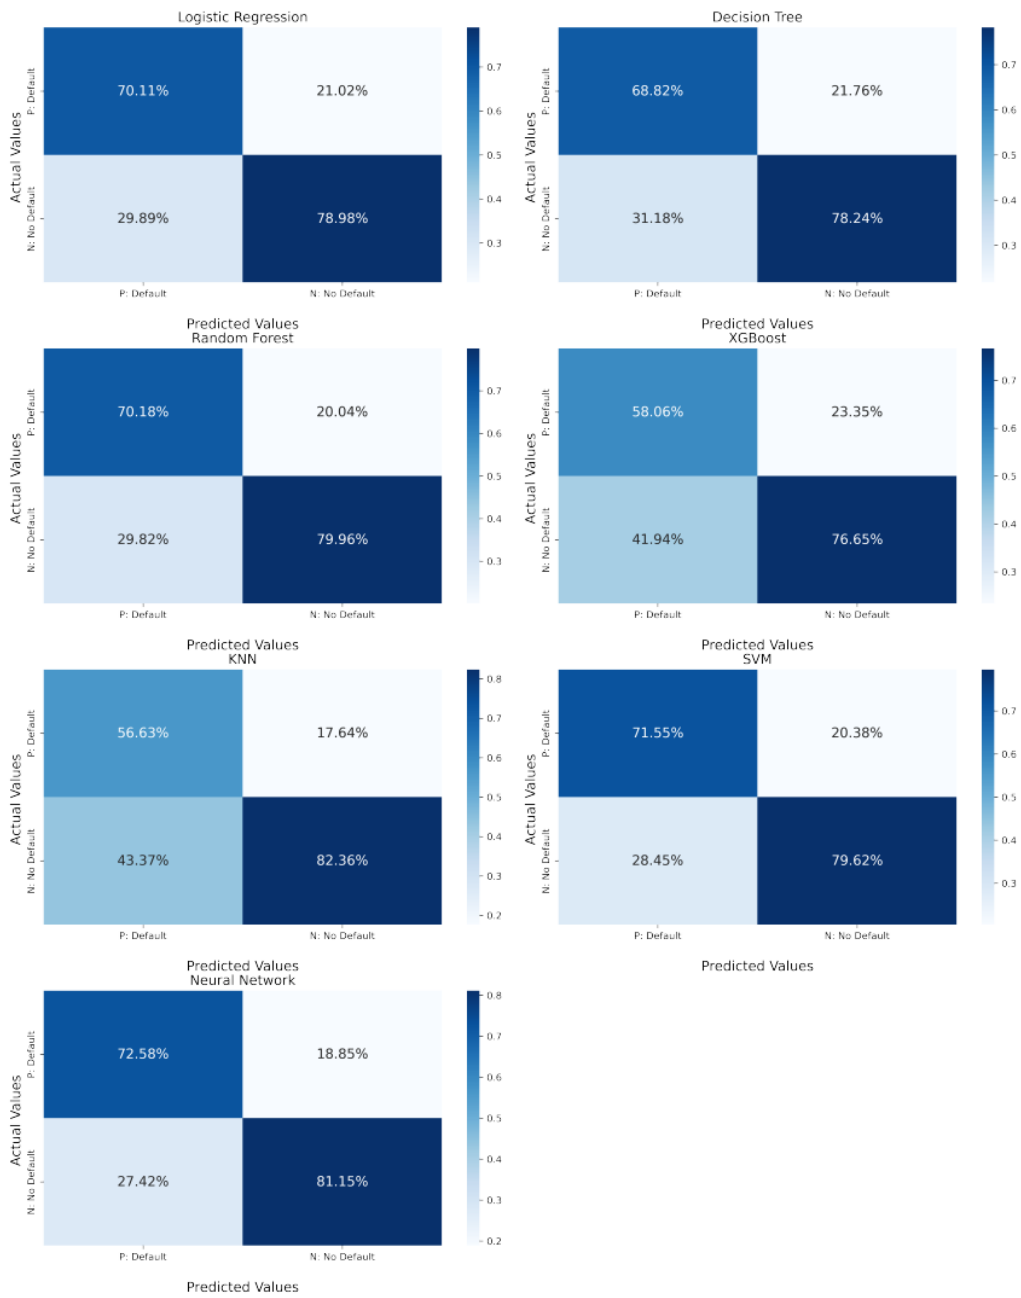 Logistic Regression
Actual Values
P: Default
N: No Default
70.11%
21.02%
29.89%
78.98%
P: Default
N: No Default
Predicted Values
0.7
0.6
0.5
0.4
0.3
Decision Tree
Actual Values
P: Default
N: No Default
68.82%
21.76%
31.18%
78.24%
P: Default
N: No Default
Predicted Values
0.7
0.6
0.5
0.4
0.3
Random Forest
Actual Values
P: Default
N: No Default
70.18%
20.04%
29.82%
79.96%
P: Default
N: No Default
Predicted Values
0.7
0.6
0.5
0.4
0.3
XGBoost
Actual Values
P: Default
N: No Default
58.06%
23.35%
41.94%
76.65%
P: Default
N: No Default
Predicted Values
0.7
0.6
0.5
0.4
0.3
KNN
Actual Values
P: Default
N: No Default
56.63%
17.64%
43.37%
82.36%
P: Default
N: No Default
Predicted Values
0.8
0.7
0.6
0.5
0.4
0.3
0.2
SVM
Actual Values
P: Default
N: No Default
71.55%
20.38%
28.45%
79.62%
P: Default
N: No Default
Predicted Values
0.7
0.6
0.5
0.4
0.3
Neural Network
Actual Values
P: Default
N: No Default
72.58%
18.85%
27.42%
81.15%
P: Default
N: No Default
Predicted Values
0.8
0.7
0.6
0.5
0.4
0.3
0.2